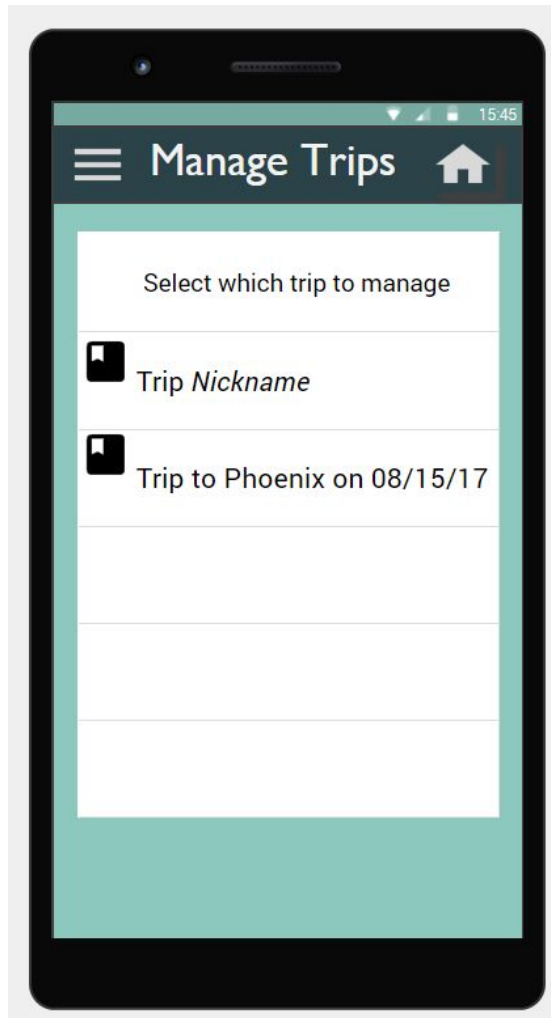 15:45
Manage Trips
Select which trip to manage
Trip Nickname
Trip to Phoenix on 08/15/17